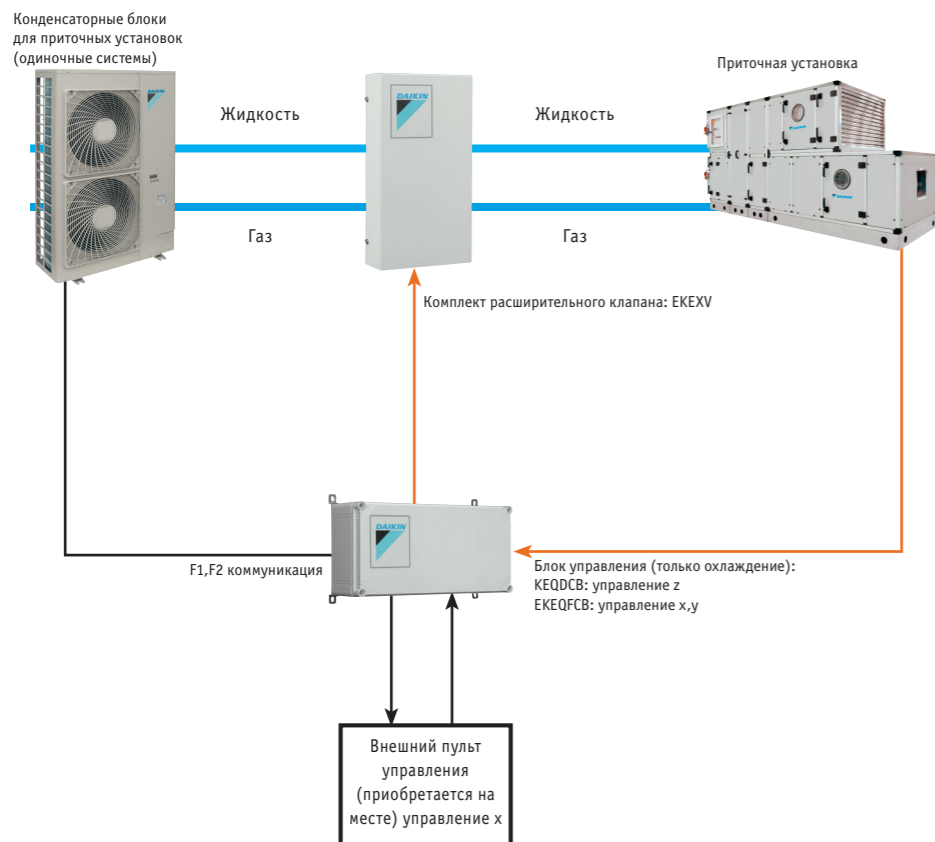 Конденсаторные блоки
для приточных установок
(одиночные системы)
Приточная установка
DAIKIN
Жидкость
Жидкость
Газ
Газ
Комплект расширительного клапана: EKEXV
DAIKIN
F1,F2 коммуникация
Блок управления (только охлаждение):
KEQDCB: управление z
EKEQFCB: управление x,y
Внешний пульт
управления
(приобретается на
месте) управление x